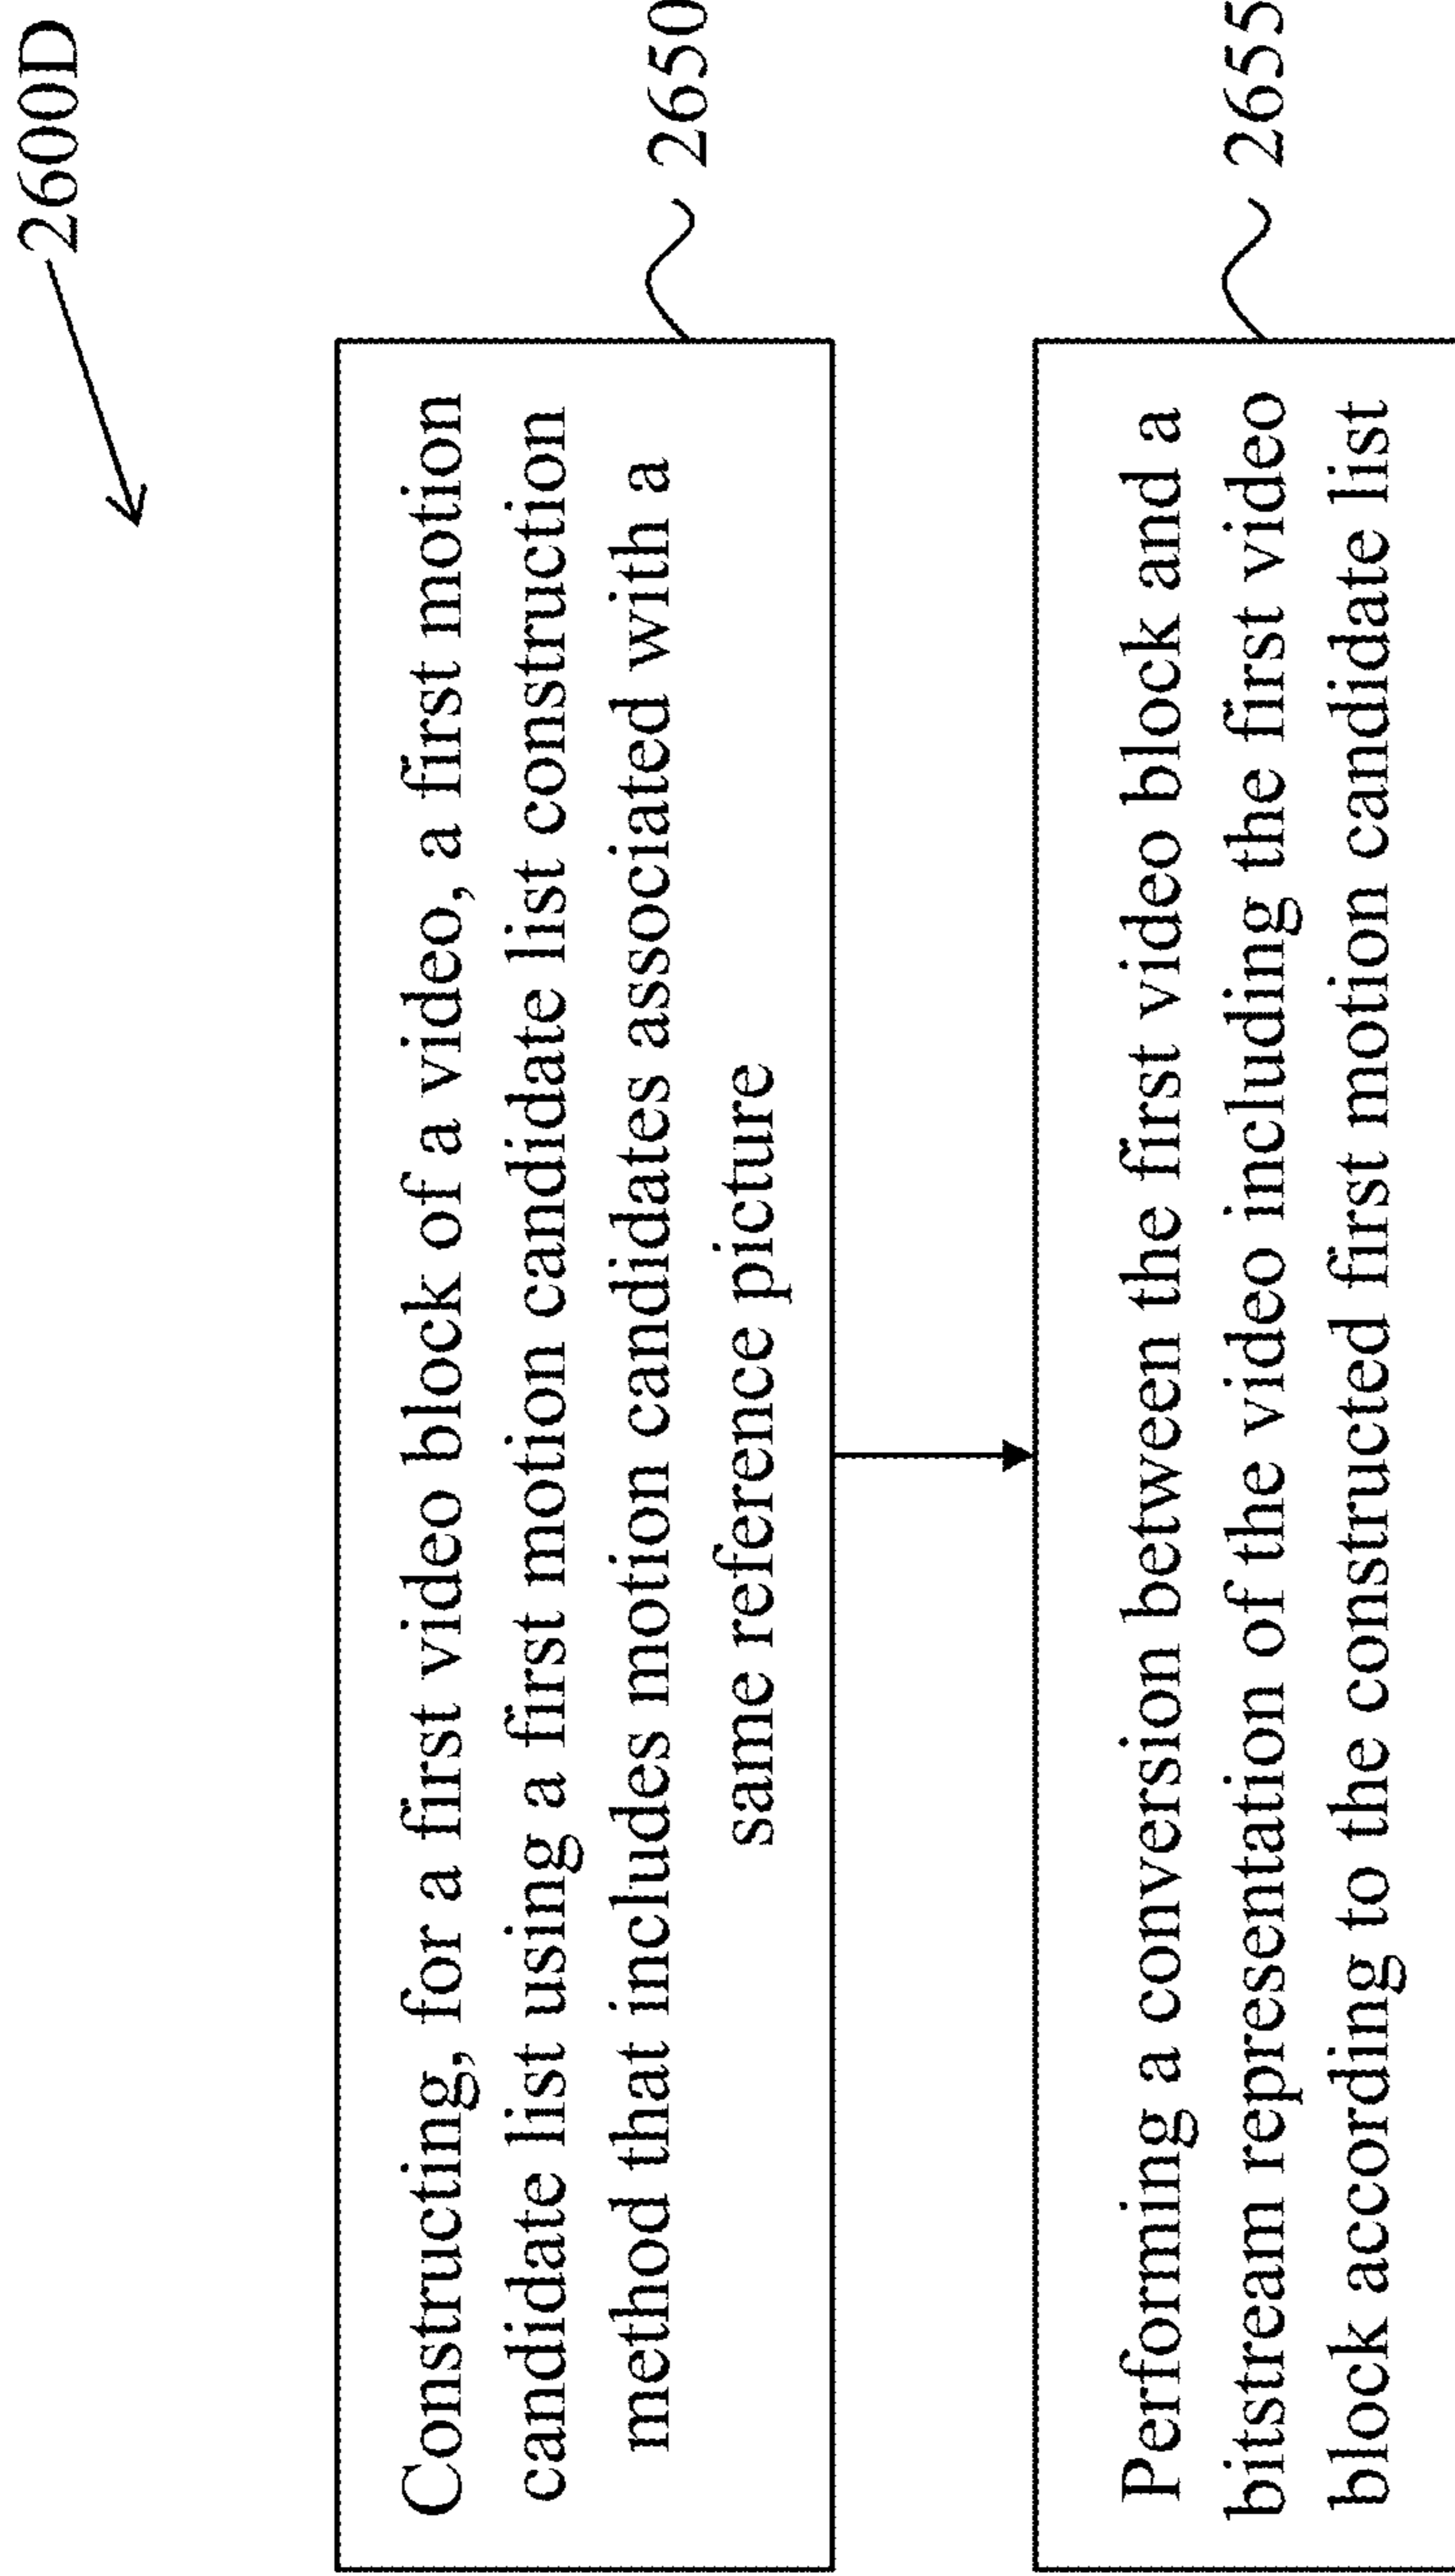 2600D
Constructing, for a first video block of a video, a first motion
candidate list using a first motion candidate list construction
method that includes motion candidates associated with a
same reference picture
2650
Performing a conversion between the first video block and a
bitstream representation of the video including the first video
block according to the constructed first motion candidate list
2655